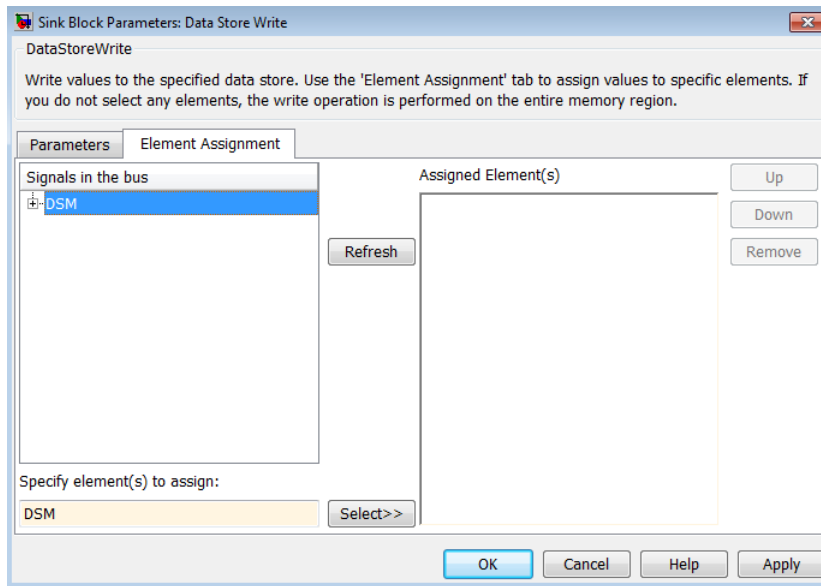 Sink Block Parameters: Data Store Write
DataStoreWrite
Write values to the specified data store. Use the 'Element Assignment' tab to assign values to specific elements. If
you do not select any elements, the write operation is performed on the entire memory region.
Parameters
Element Assignment
Signals in the bus
DSM
Refresh
Assigned Element(s)
Up
Down
Remove
Specify element(s) to assign:
DSM
Select>>
OK
Cancel
Help
Apply